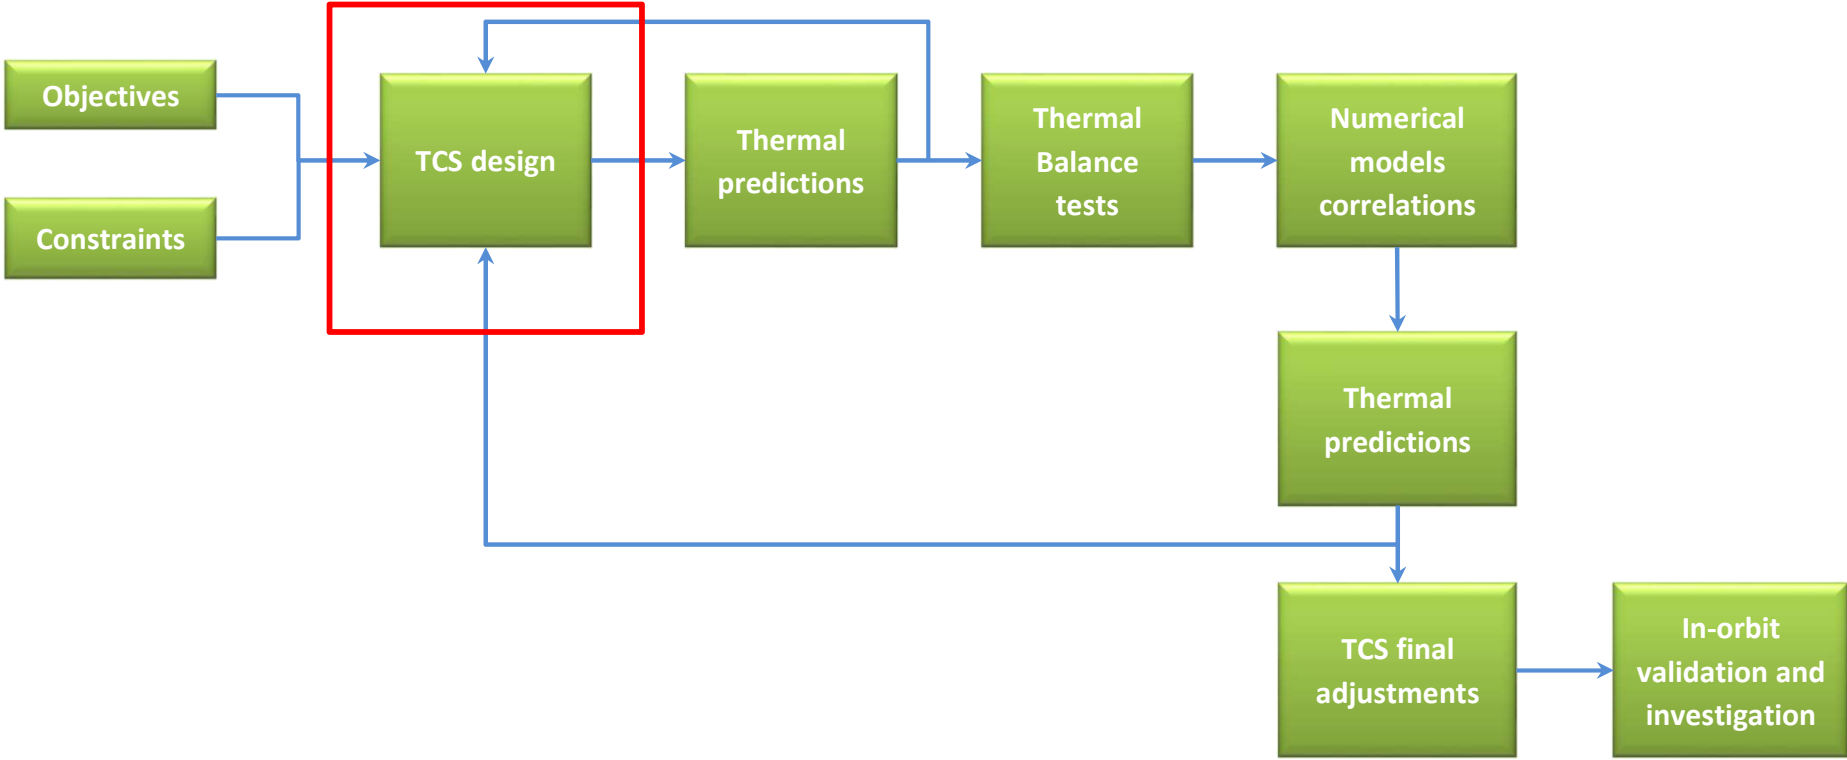 Objectives
Constraints
TCS design
Thermal
predictions
Thermal
Balance
tests
Numerical
models
correlations
Thermal
predictions
TCS final
adjustments
In-orbit
validation and
investigation